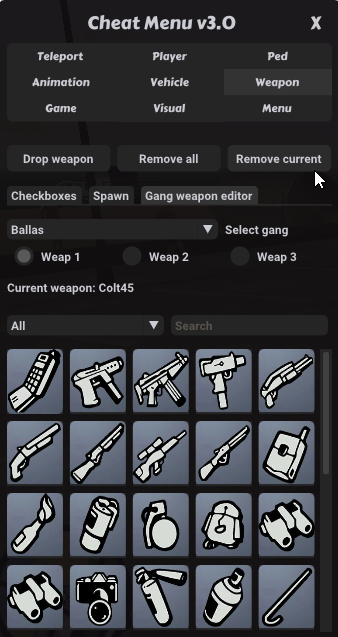 Cheat Menu v3.0 X
Teleport Player Ped
Animation Vehicle Weapon
Game Visual Menu
Drop weapon Remove all Remove current
Checkboxes Spawn Gang weapon editor
Ballas Select gang
Weap 1 Weap 2 Weap 3
Current weapon: Colt45
All Search